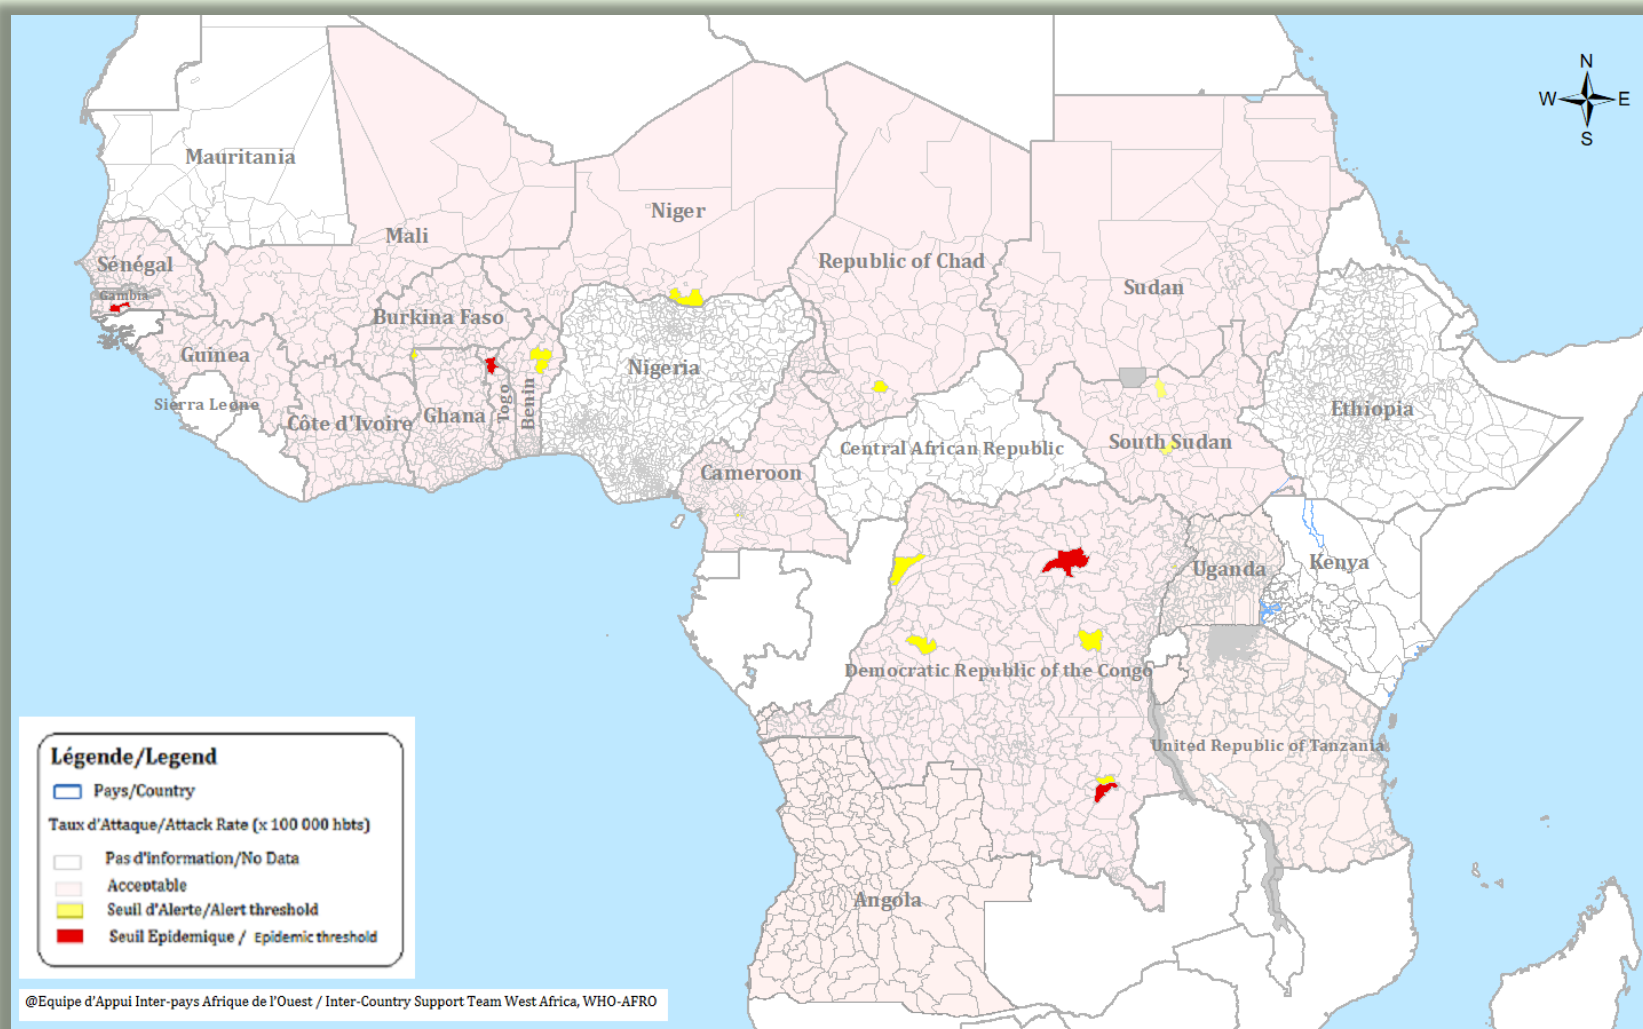 N
W E
S
Mauritania
Niger
Mali
Sénégal
Republic of Chad
Gambia
Sudan
Burkina Faso
Guinea
Nigeria
Sierra Leone
Togo
Benin
Ethiopia
Côte d'Ivoire
Ghana
South Sudan
Central African Republic
Cameroon
Kenya
Uganda
Democratic Republic of the Congo
United Republic of Tanzania
Angola
Légende/Legend
Pays/Country
Taux d'Attaque/Attack Rate (x 100 000 hbts)
Pas d'information/No Data
Acceptable
Seuil d'Alerte/Alert threshold
Seuil Epidemique / Epidemic threshold
@Equipe d'Appui Inter-pays Afrique de l'Ouest / Inter-Country Support Team West Africa, WHO-AFRO